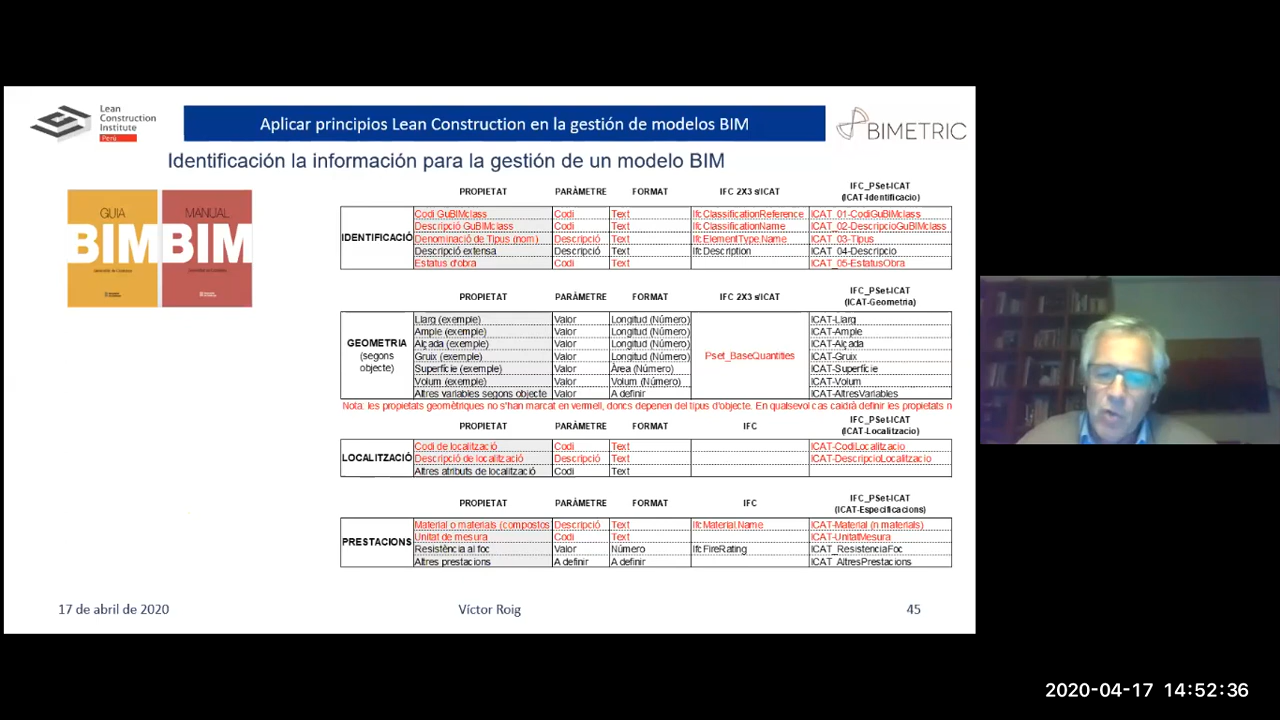 Lean
Construction
Institute
Perú
Aplicar principios Lean Construction en la gestión de modelos BIM
BIMETRIC
Identificación la información para la gestión de un modelo BIM
GUIA
BIM
MANUAL
BIM
PROPIETAT PARÀMETRE FORMAT IFC 2X3 s/ICAT IFC_PSet-ICAT (ICAT-Identificacio)
IDENTIFICACIÓ
Codi GuBIMclass Codi Text IfcClassificationReference ICAT_01-CodiGuBIMclass
Descripció GuBIMclass Codi Text IfcClassificationName ICAT_02-DescripcioGuBIMclass
Denominació de Tipus (nom) Descripció Text IfcElementType Name ICAT_03-Tipus
Descripció extensa Descripció Text IfcDescription ICAT_04-Descripcio
Estatus d'obra Codi Text ICAT_05-EstatusObra
PROPIETAT PARÀMETRE FORMAT IFC 2X3 s/ICAT IFC_PSet-ICAT (ICAT-Geometria)
GEOMETRIA (segons objecte)
Llarg (exemple) Valor Longitud (Número) ICAT-Llarg
Ample (exemple) Valor Longitud (Número) ICAT-Ample
Alçada (exemple) Valor Longitud (Número) ICAT-Alçada
Gruix (exemple) Valor Longitud (Número) Pset_BaseQuantities ICAT-Gruix
Superfície (exemple) Valor Àrea (Número) ICAT-Superfície
Volum (exemple) Valor Volum (Número) ICAT-Volum
Altres variables segons objecte Valor A definir ICAT-AltresVariables
Nota: les propietats geomètriques no s'han marcat en vermell, doncs depenen del tipus d'objecte. En qualsevol cas caldrà definir les propietats n
PROPIETAT PARÀMETRE FORMAT IFC IFC_PSet-ICAT (ICAT-Localitzacio)
LOCALITZACIÓ
Codi de localització Codi Text ICAT-CodiLocalitzacio
Descripció de localització Descripció Text ICAT-DescripcioLocalitzacio
Altres atributs de localització Codi Text
PROPIETAT PARÀMETRE FORMAT IFC IFC_PSet-ICAT (ICAT-Especificacions)
PRESTACIONS
Material o materials (compostos Descripció Text IfcMaterial.Name ICAT-Material (n materials)
Unitat de mesura Codi Text ICAT-UnitatMesura
Resistència al foc Valor Número IfcFireRating ICAT_ResistenciaFoc
Altres prestacions A definir A definir ICAT_AltresPrestacions
17 de abril de 2020
Víctor Roig
45
2020-04-17 14:52:36